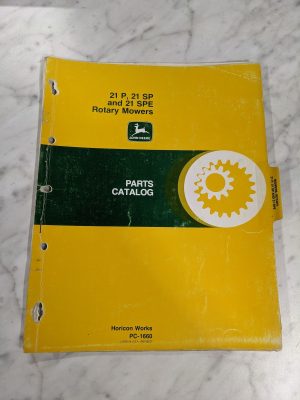 21 P, 21 SP
and 21 SPE
Rotary Mowers
JOHN DEERE
PARTS
CATALOG
Horicon Works
PC-1660